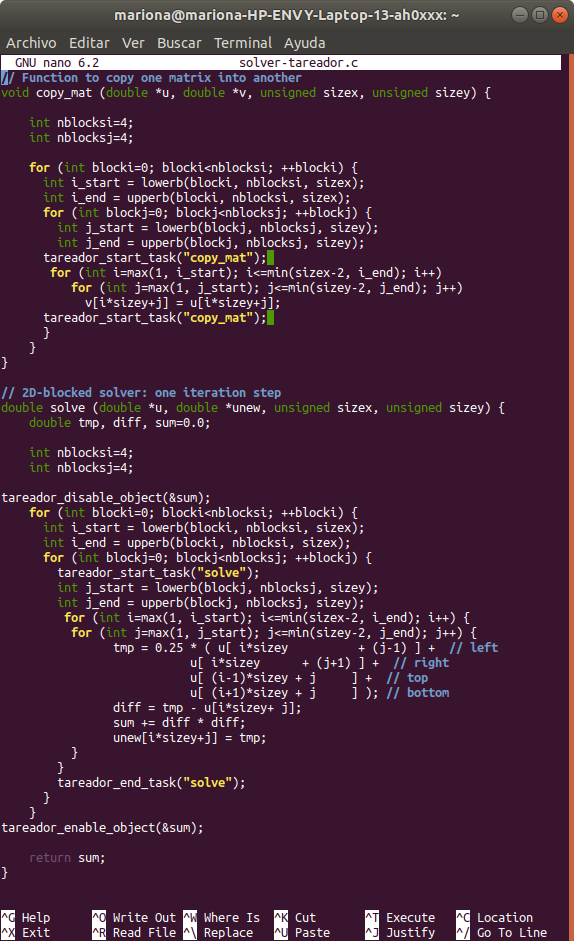 mariona@mariona-HP-ENVY-Laptop-13-ah0xxx: ~
Archivo Editar Ver Buscar Terminal Ayuda
GNU nano 6.2 solver-tareador.c
// Function to copy one matrix into another
void copy_mat (double *u, double *v, unsigned sizex, unsigned sizey) {
int nblocksi=4;
int nblocksj=4;
for (int blocki=0; blocki<nblocksi; ++blocki) {
int i_start = lowerb(blocki, nblocksi, sizex);
int i_end = upperb(blocki, nblocksi, sizex);
for (int blockj=0; blockj<nblocksj; ++blockj) {
int j_start = lowerb(blockj, nblocksj, sizey);
int j_end = upperb(blockj, nblocksj, sizey);
tareador_start_task("copy_mat");
for (int i=max(1, i_start); i<=min(sizex-2, i_end); i++)
for (int j=max(1, j_start); j<=min(sizey-2, j_end); j++)
v[i*sizey+j] = u[i*sizey+j];
tareador_start_task("copy_mat");
}
}
}
// 2D-blocked solver: one iteration step
double solve (double *u, double *unew, unsigned sizex, unsigned sizey) {
double tmp, diff, sum=0.0;
int nblocksi=4;
int nblocksj=4;
tareador_disable_object(&sum);
for (int blocki=0; blocki<nblocksi; ++blocki) {
int i_start = lowerb(blocki, nblocksi, sizex);
int i_end = upperb(blocki, nblocksi, sizex);
for (int blockj=0; blockj<nblocksj; ++blockj) {
tareador_start_task("solve");
int j_start = lowerb(blockj, nblocksj, sizey);
int j_end = upperb(blockj, nblocksj, sizey);
for (int i=max(1, i_start); i<=min(sizex-2, i_end); i++) {
for (int j=max(1, j_start); j<=min(sizey-2, j_end); j++) {
tmp = 0.25 * ( u[ i*sizey + (j-1) ] + // left
u[ i*sizey + (j+1) ] + // right
u[ (i-1)*sizey + j ] + // top
u[ (i+1)*sizey + j ] ); // bottom
diff = tmp - u[i*sizey+ j];
sum += diff * diff;
unew[i*sizey+j] = tmp;
}
}
tareador_end_task("solve");
}
}
tareador_enable_object(&sum);
return sum;
}
^G Help ^O Write Out ^W Where Is ^K Cut ^T Execute ^C Location
^X Exit ^R Read File ^\ Replace ^U Paste ^J Justify ^/ Go To Line